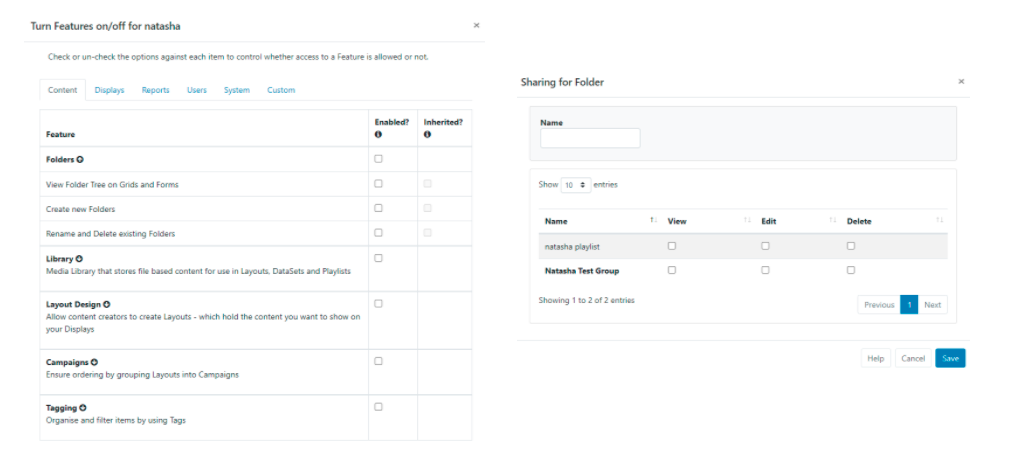 Turn Features on/off for natasha
×
Check or un-check the options against each item to control whether access to a Feature is allowed or not.
Content Displays Reports Users System Custom
Feature Enabled? Inherited?
Folders
View Folder Tree on Grids and Forms
Create new Folders
Rename and Delete existing Folders
Library
Media Library that stores file based content for use in Layouts, DataSets and Playlists
Layout Design
Allow content creators to create Layouts - which hold the content you want to show on
your Displays
Campaigns
Ensure ordering by grouping Layouts into Campaigns
Tagging
Organise and filter items by using Tags
Sharing for Folder
×
Name
Show 10 entries
Name View Edit Delete
natasha playlist
Natasha Test Group
Showing 1 to 2 of 2 entries
Previous 1 Next
Help Cancel Save